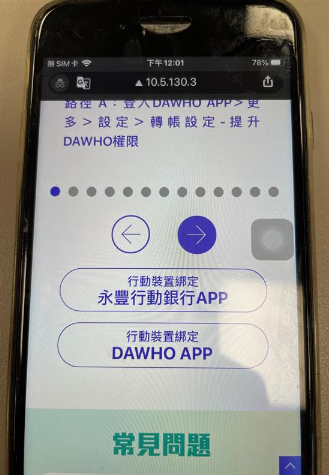 無SIM卡
下午12:01
78%
10.5.130.3
路徑 A：登入DAWHO APP > 更
多 > 設定 > 轉帳設定 - 提升
DAWHO權限
行動裝置綁定
永豐行動銀行APP
行動裝置綁定
DAWHO APP
常見問題